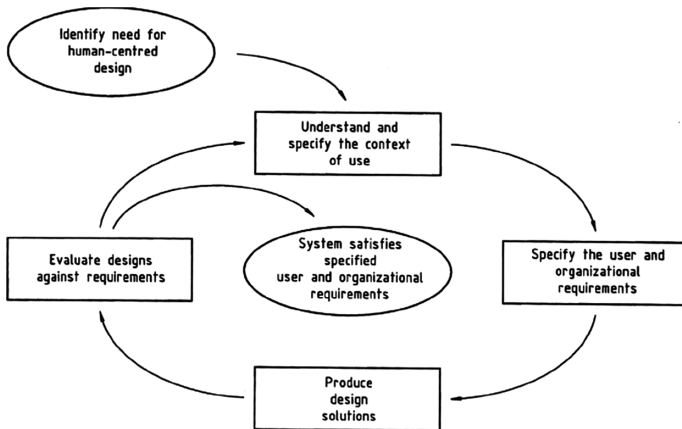 Identify need for
human-centred
design
Understand and
specify the context
of use
Evaluate designs
against requirements
System satisfies
specified
user and organizational
requirements
Specify the user and
organizational
requirements
Produce
design
solutions